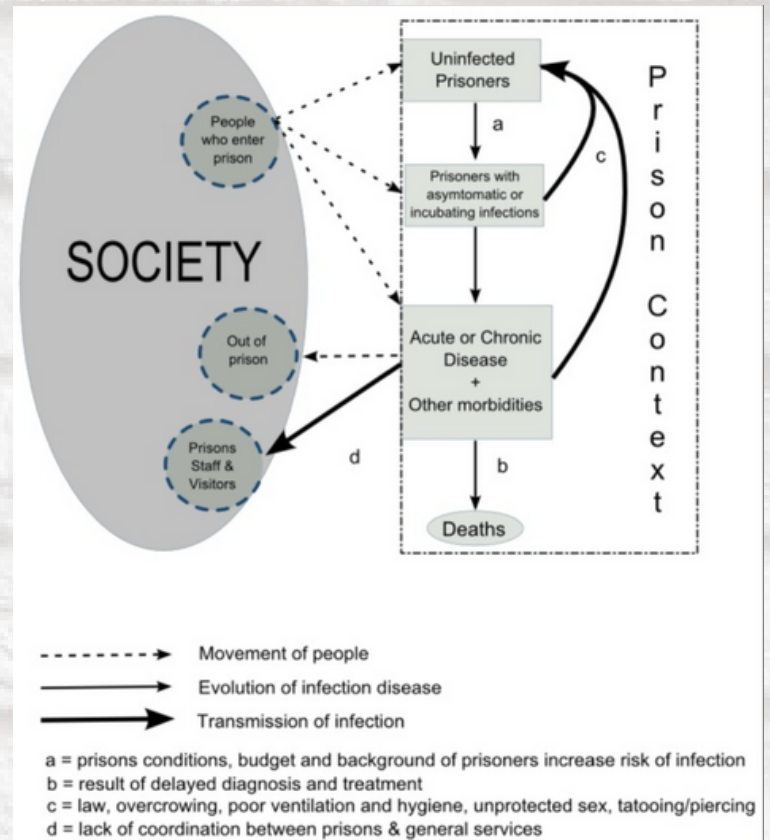 People
who enter
prison
SOCIETY
Out of
prison
Prisons
Staff &
Visitors
Uninfected
Prisoners
a
Prisoners with
asymtomatic or
incubating infections
c
Acute or Chronic
Disease
+
Other morbidities
d
b
Deaths
Prison Context
Movement of people
Evolution of infection disease
Transmission of infection
a = prisons conditions, budget and background of prisoners increase risk of infection
b = result of delayed diagnosis and treatment
c = law, overcrowing, poor ventilation and hygiene, unprotected sex, tatooing/piercing
d = lack of coordination between prisons & general services